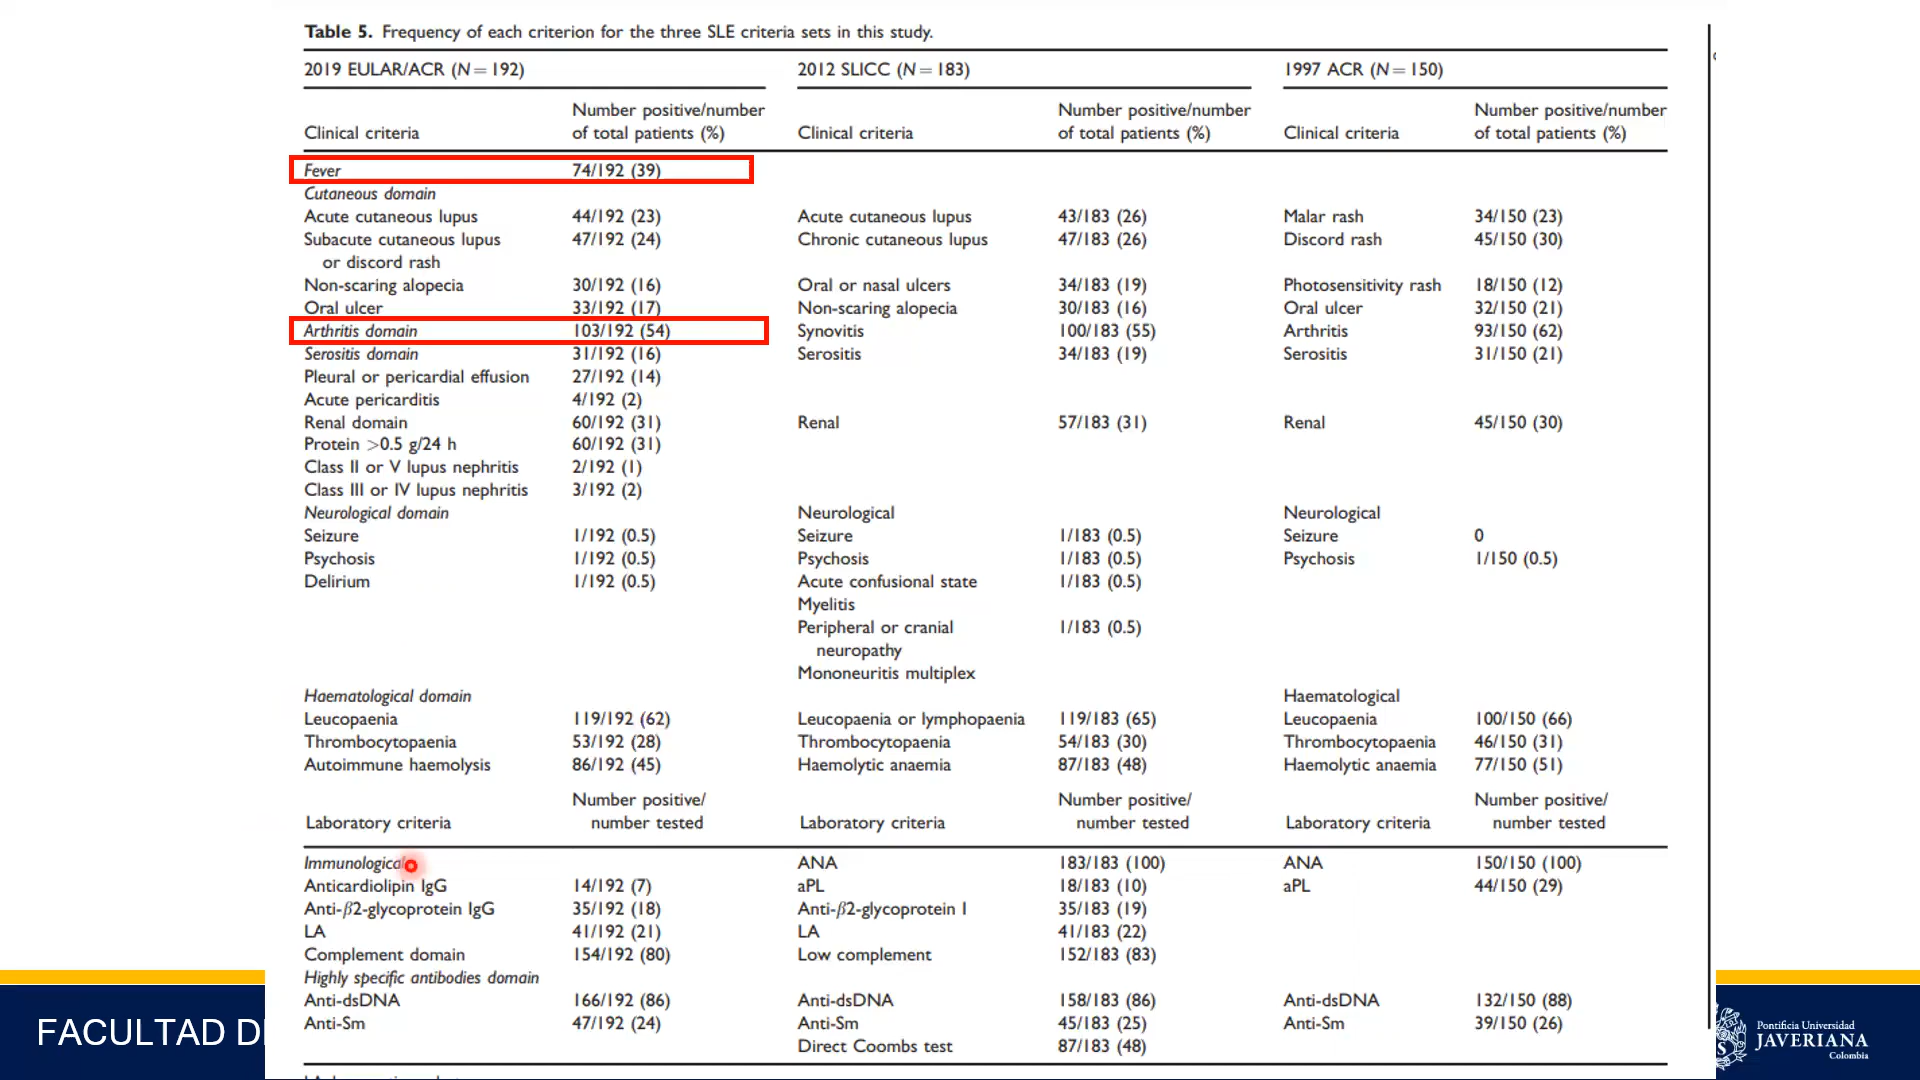 Table 5. Frequency of each criterion for the three SLE criteria sets in this study.
2019 EULAR/ACR (N = 192) 2012 SLICC (N = 183) 1997 ACR (N = 150)
Number positive/number Number positive/number Number positive/number
Clinical criteria of total patients (%) Clinical criteria of total patients (%) Clinical criteria of total patients (%)
Fever 74/192 (39)
Cutaneous domain
Acute cutaneous lupus 44/192 (23) Acute cutaneous lupus 43/183 (26) Malar rash 34/150 (23)
Subacute cutaneous lupus 47/192 (24) Chronic cutaneous lupus 47/183 (26) Discord rash 45/150 (30)
or discord rash
Non-scaring alopecia 30/192 (16) Oral or nasal ulcers 34/183 (19) Photosensitivity rash 18/150 (12)
Oral ulcer 33/192 (17) Non-scaring alopecia 30/183 (16) Oral ulcer 32/150 (21)
Arthritis domain 103/192 (54) Synovitis 100/183 (55) Arthritis 93/150 (62)
Serositis domain 31/192 (16) Serositis 34/183 (19) Serositis 31/150 (21)
Pleural or pericardial effusion 27/192 (14)
Acute pericarditis 4/192 (2)
Renal domain 60/192 (31) Renal 57/183 (31) Renal 45/150 (30)
Protein >0.5 g/24 h 60/192 (31)
Class II or V lupus nephritis 2/192 (1)
Class III or IV lupus nephritis 3/192 (2)
Neurological domain Neurological Neurological
Seizure 1/192 (0.5) Seizure 1/183 (0.5) Seizure 0
Psychosis 1/192 (0.5) Psychosis 1/183 (0.5) Psychosis 1/150 (0.5)
Delirium 1/192 (0.5) Acute confusional state 1/183 (0.5)
Myelitis
Peripheral or cranial 1/183 (0.5)
neuropathy
Mononeuritis multiplex
Haematological domain Haematological
Leucopaenia 119/192 (62) Leucopaenia or lymphopaenia 119/183 (65) Leucopaenia 100/150 (66)
Thrombocytopaenia 53/192 (28) Thrombocytopaenia 54/183 (30) Thrombocytopaenia 46/150 (31)
Autoimmune haemolysis 86/192 (45) Haemolytic anaemia 87/183 (48) Haemolytic anaemia 77/150 (51)
Number positive/ Number positive/ Number positive/
Laboratory criteria number tested Laboratory criteria number tested Laboratory criteria number tested
Immunological ANA 183/183 (100) ANA 150/150 (100)
Anticardiolipin IgG 14/192 (7) aPL 18/183 (10) aPL 44/150 (29)
Anti-β2-glycoprotein IgG 35/192 (18) Anti-β2-glycoprotein I 35/183 (19)
LA 41/192 (21) LA 41/183 (22)
Complement domain 154/192 (80) Low complement 152/183 (83)
Highly specific antibodies domain
Anti-dsDNA 166/192 (86) Anti-dsDNA 158/183 (86) Anti-dsDNA 132/150 (88)
Anti-Sm 47/192 (24) Anti-Sm 45/183 (25) Anti-Sm 39/150 (26)
Direct Coombs test 87/183 (48)
FACULTAD
Pontificia Universidad
JAVERIANA
Colombia